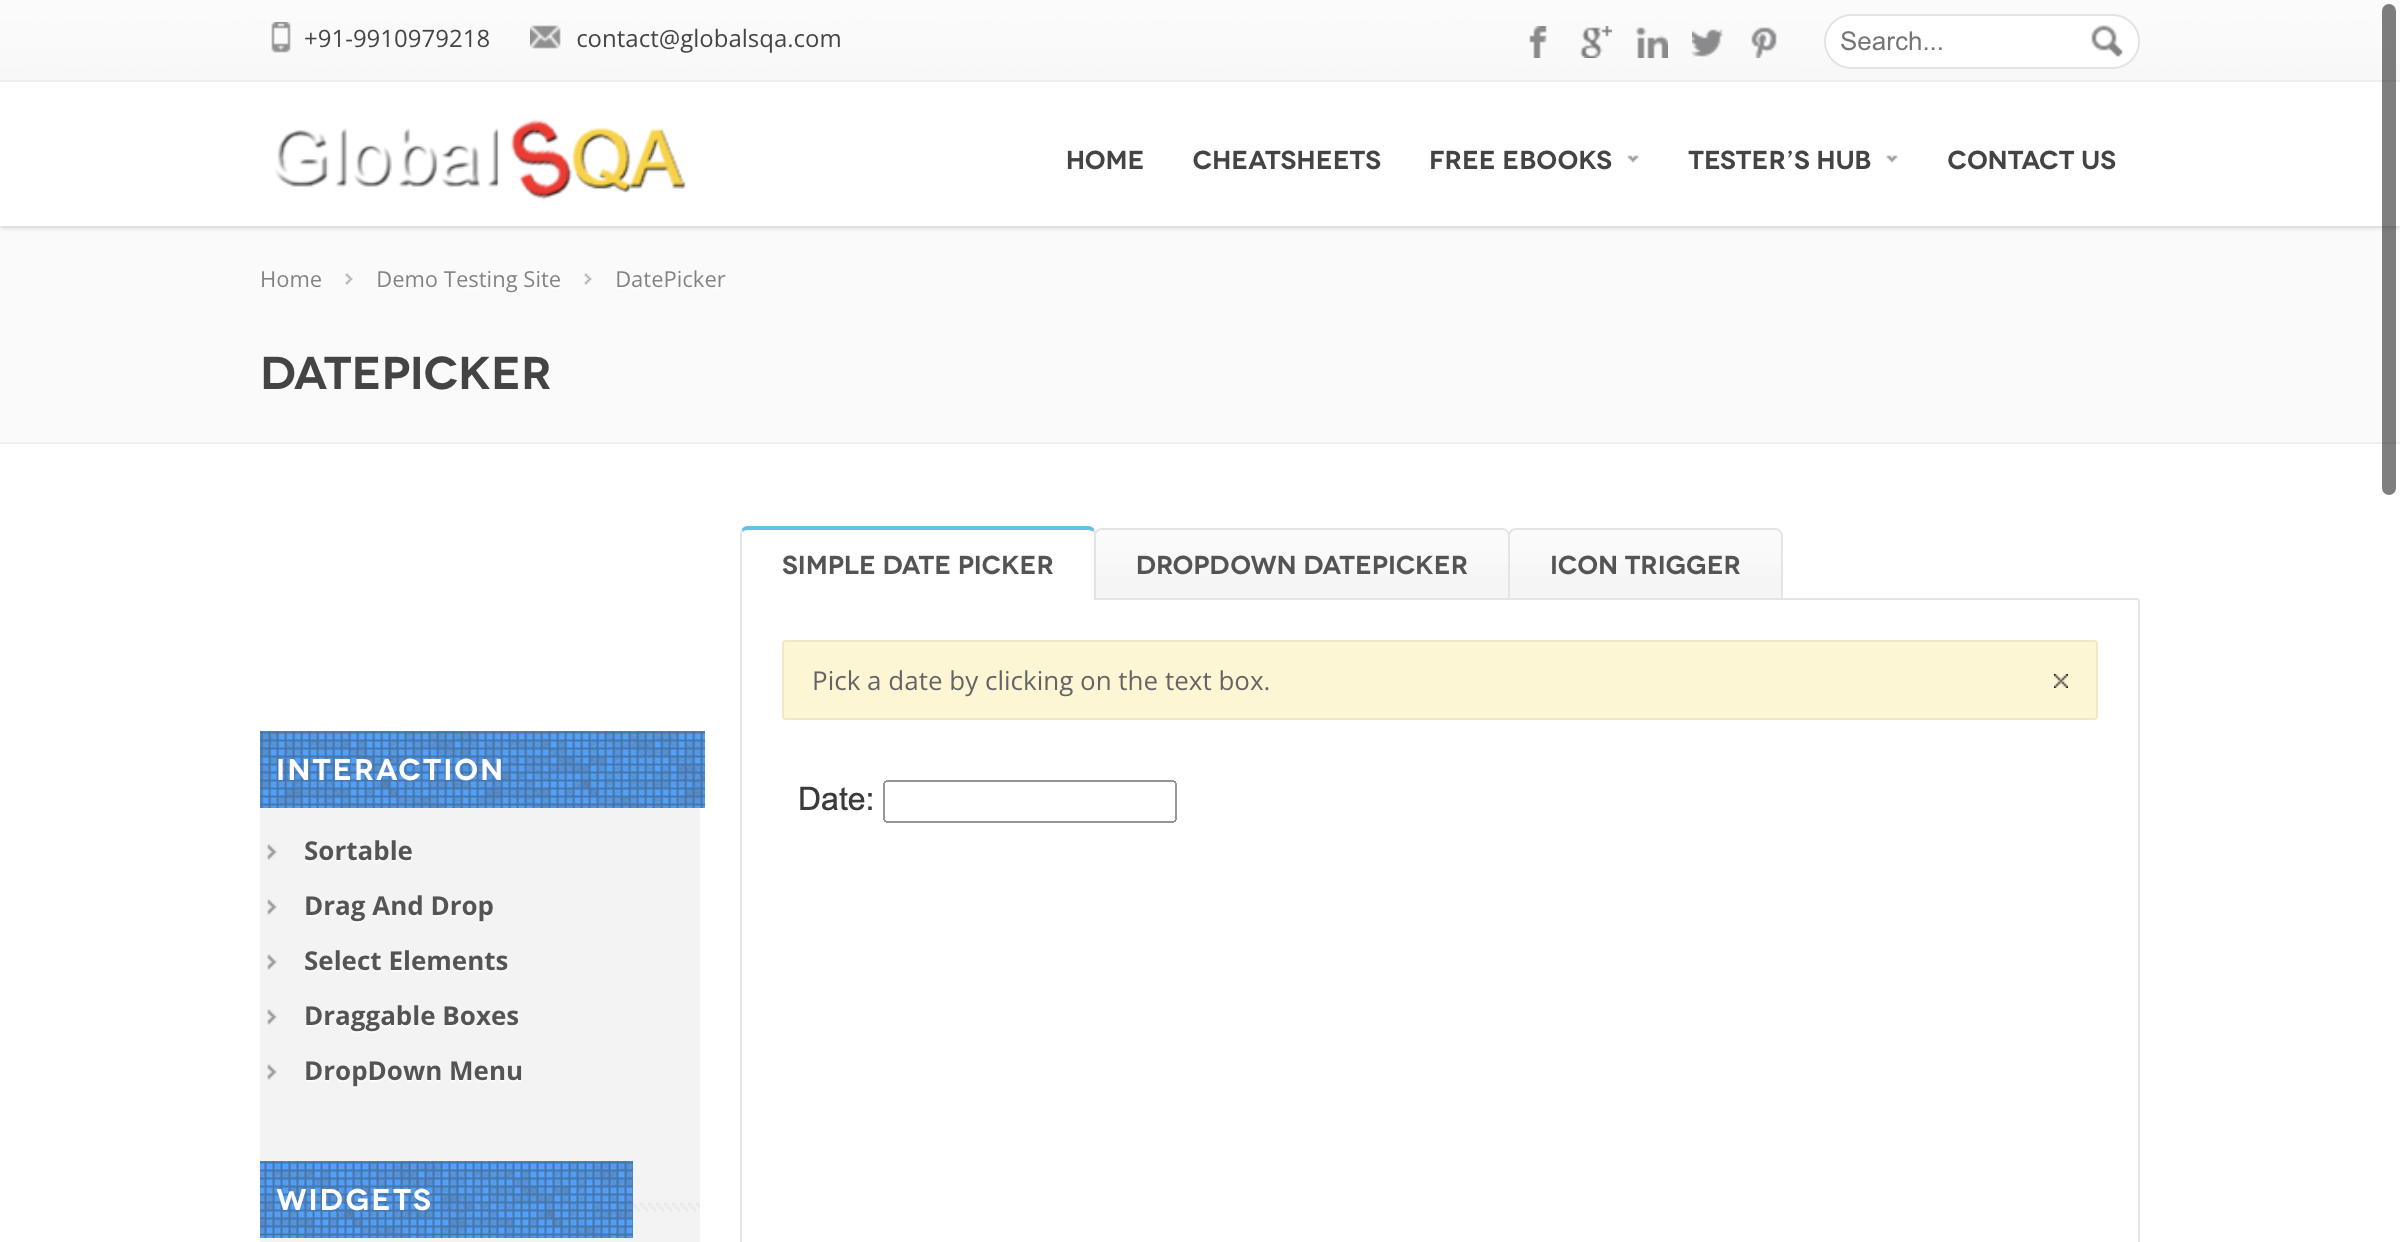 +91-9910979218 contact@globalsqa.com Search...
GlobalSQA
HOME CHEATSHEETS FREE EBOOKS TESTER’S HUB CONTACT US
Home > Demo Testing Site > DatePicker
DATEPICKER
SIMPLE DATE PICKER DROPDOWN DATEPICKER ICON TRIGGER
Pick a date by clicking on the text box. ×
Date:
INTERACTION
Sortable
Drag And Drop
Select Elements
Draggable Boxes
DropDown Menu
WIDGETS